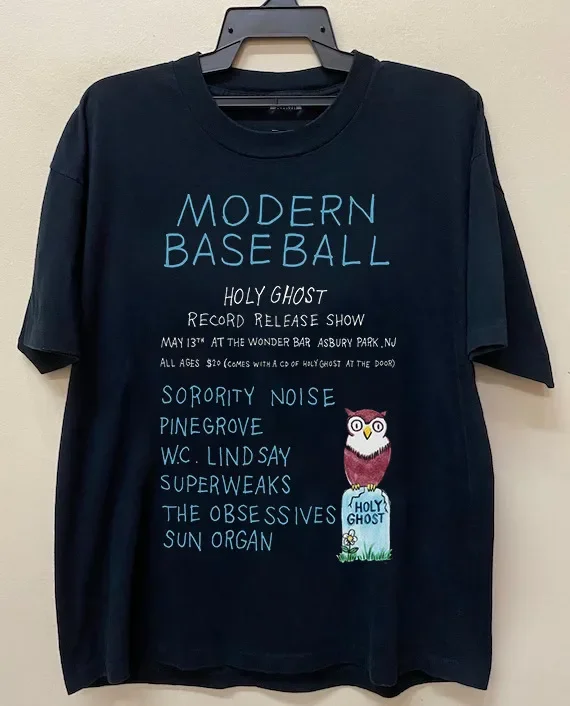 MODERN
BASEBALL
HOLY GHOST
RECORD RELEASE SHOW
MAY 13TH AT THE WONDER BAR ASBURY PARK, NJ
ALL AGES $20 (COMES WITH A CD OF HOLY GHOST AT THE DOOR)
SORORITY NOISE
PINEGROVE
W.C. LINDSAY
SUPERWEAKS
THE OBSESSIVES
SUN ORGAN
HOLY
GHOST